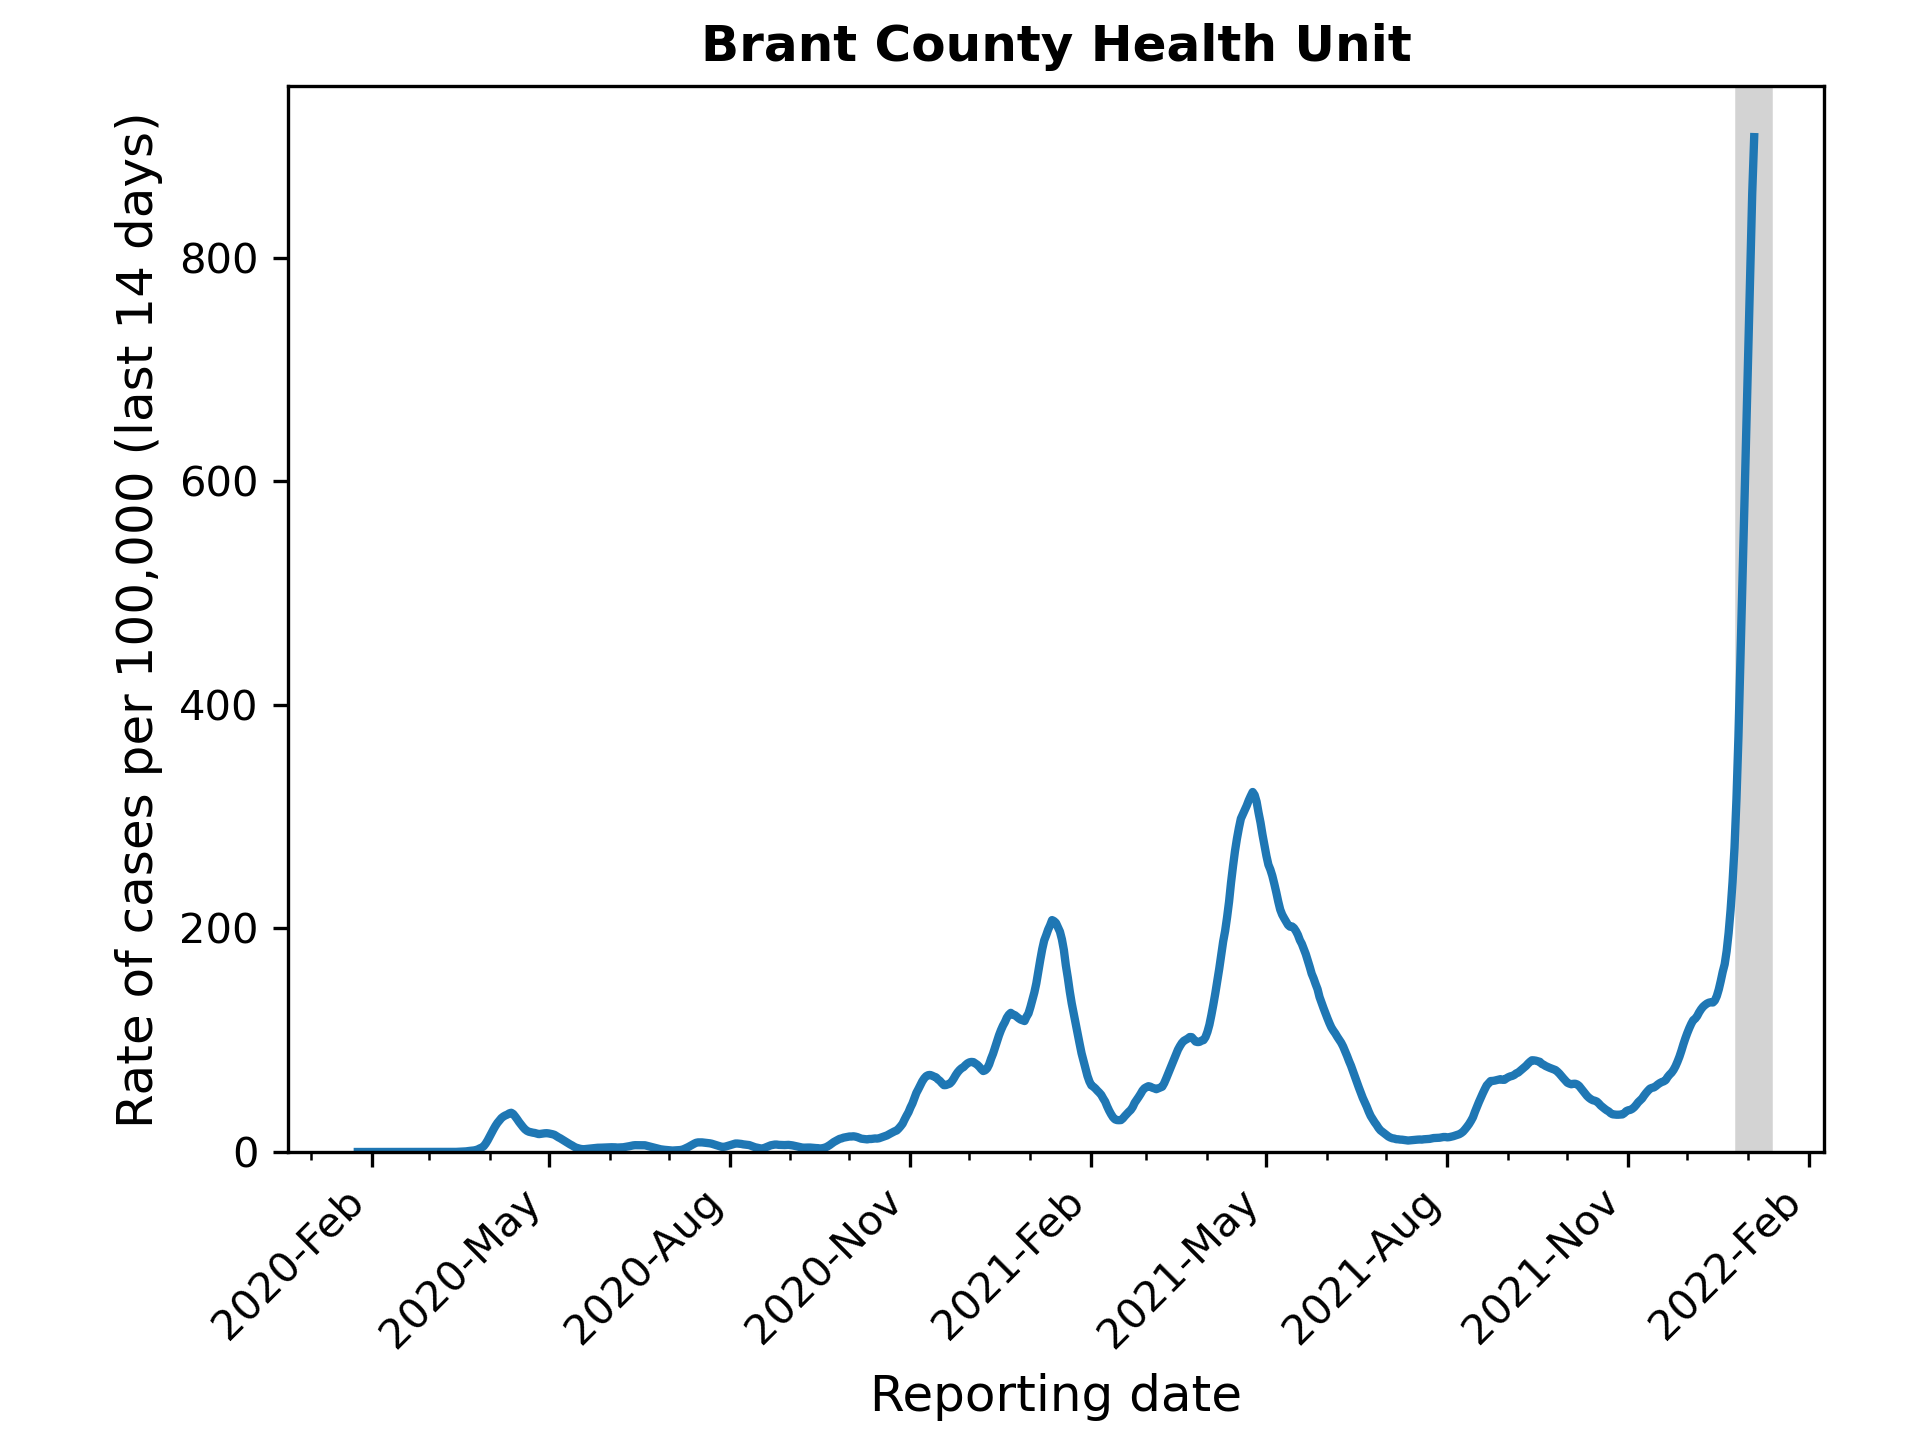 Brant County Health Unit
Rate of cases per 100,000 (last 14 days)
800
600
400
200
0
2020-Feb
2020-May
2020-Aug
2020-Nov
2021-Feb
2021-May
2021-Aug
2021-Nov
2022-Feb
Reporting date